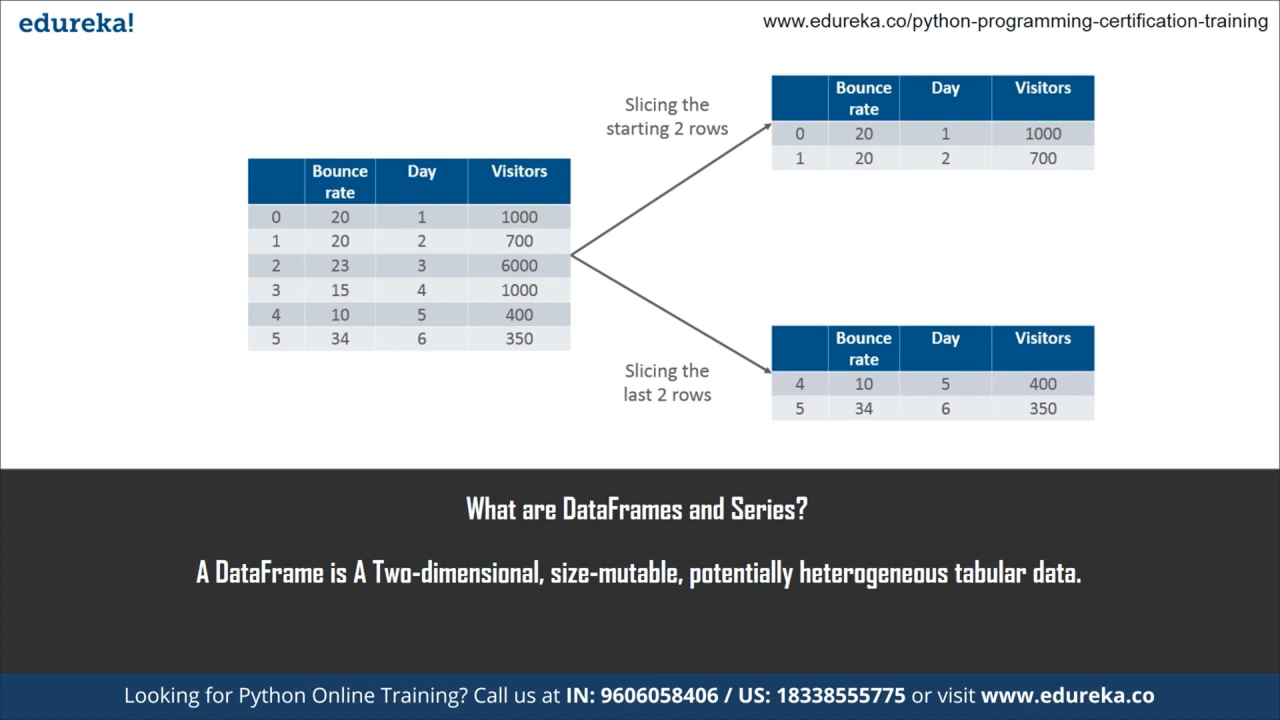 edureka!
www.edureka.co/python-programming-certification-training
Bounce rate Day Visitors
0 20 1 1000
1 20 2 700
2 23 3 6000
3 15 4 1000
4 10 5 400
5 34 6 350
Slicing the
starting 2 rows
Bounce rate Day Visitors
0 20 1 1000
1 20 2 700
Slicing the
last 2 rows
Bounce rate Day Visitors
4 10 5 400
5 34 6 350
What are DataFrames and Series?
A DataFrame is A Two-dimensional, size-mutable, potentially heterogeneous tabular data.
Looking for Python Online Training? Call us at IN: 9606058406 / US: 18338555775 or visit www.edureka.co